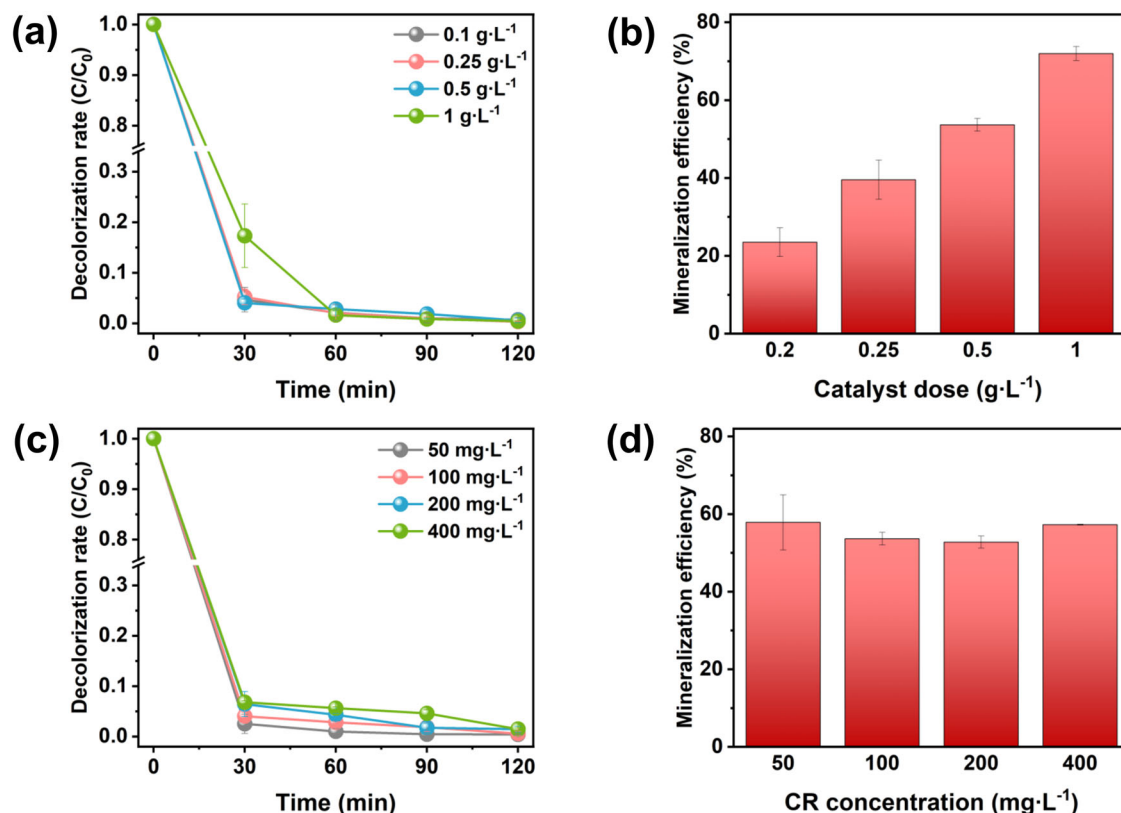 (a)
Decolorization rate (C/C₀)
1.0
0.9
0.8
0.3
0.2
0.1
0.0
0.1 g·L⁻¹
0.25 g·L⁻¹
0.5 g·L⁻¹
1 g·L⁻¹
0 30 60 90 120
Time (min)
(b)
Mineralization efficiency (%)
80
60
40
20
0
0.2 0.25 0.5 1
Catalyst dose (g·L⁻¹)
(c)
Decolorization rate (C/C₀)
1.0
0.9
0.8
0.3
0.2
0.1
0.0
50 mg·L⁻¹
100 mg·L⁻¹
200 mg·L⁻¹
400 mg·L⁻¹
0 30 60 90 120
Time (min)
(d)
Mineralization efficiency (%)
80
60
40
20
0
50 100 200 400
CR concentration (mg·L⁻¹)